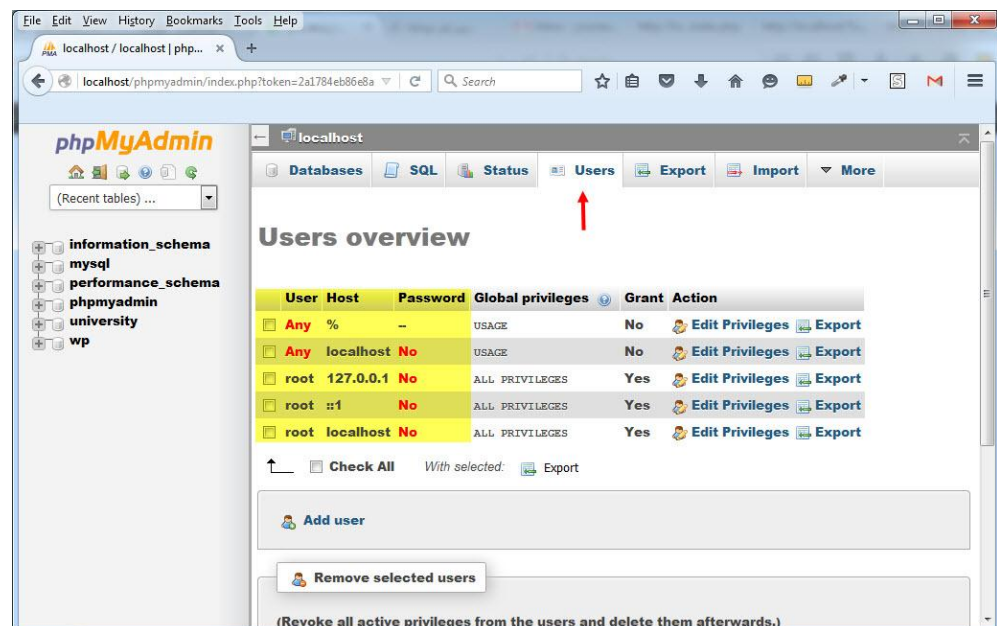 File Edit View History Bookmarks Tools Help
localhost / localhost | php... × +
localhost/phpmyadmin/index.php?token=2a1784eb86e8a Search
phpMyAdmin
(Recent tables) ...
information_schema
mysql
performance_schema
phpmyadmin
university
wp
localhost
Databases SQL Status Users Export Import More
Users overview
User Host Password Global privileges Grant Action
Any % -- USAGE No Edit Privileges Export
Any localhost No USAGE No Edit Privileges Export
root 127.0.0.1 No ALL PRIVILEGES Yes Edit Privileges Export
root ::1 No ALL PRIVILEGES Yes Edit Privileges Export
root localhost No ALL PRIVILEGES Yes Edit Privileges Export
Check All With selected: Export
Add user
Remove selected users
(Revoke all active privileges from the users and delete them afterwards.)